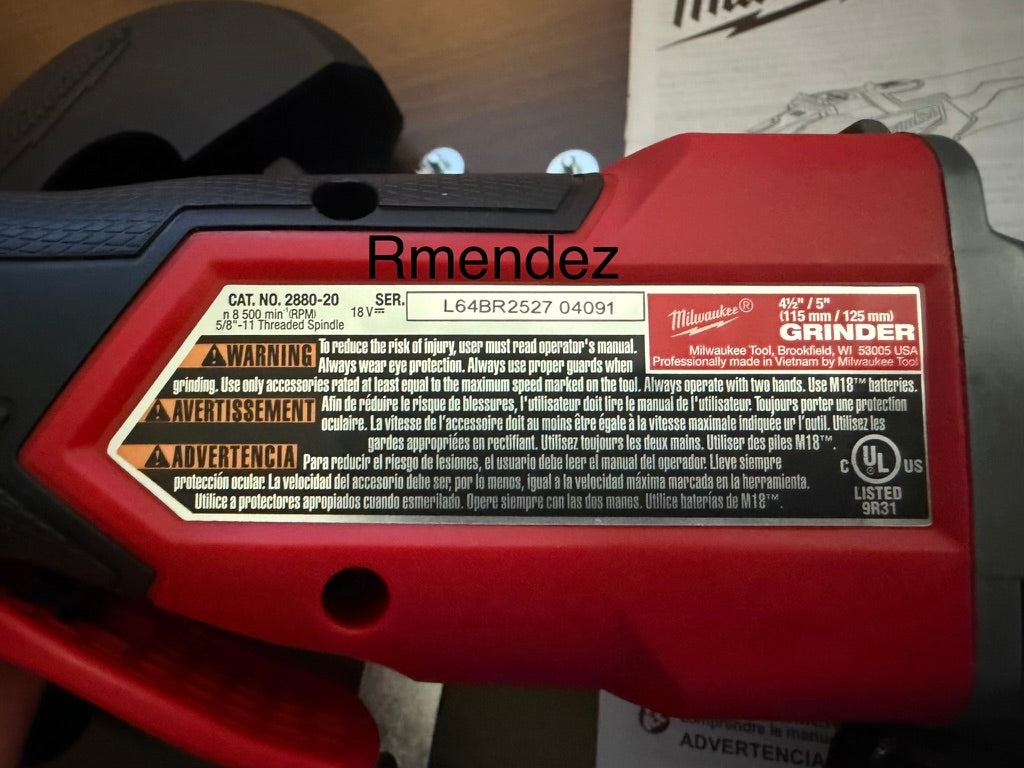 Rmendez
CAT. NO. 2880-20
n 8 500 min⁻¹(RPM)
5/8"-11 Threaded Spindle
18 V⎓
SER.
L64BR2527 04091
Milwaukee®
4½" / 5"
(115 mm / 125 mm)
GRINDER
Milwaukee Tool, Brookfield, WI 53005 USA
Professionally made in Vietnam by Milwaukee Tool
⚠WARNING To reduce the risk of injury, user must read operator's manual.
Always wear eye protection. Always use proper guards when
grinding. Use only accessories rated at least equal to the maximum speed marked on the tool. Always operate with two hands. Use M18™ batteries.
⚠AVERTISSEMENT Afin de réduire le risque de blessures, l'utilisateur doit lire le manuel de l'utilisateur. Toujours porter une protection
oculaire. La vitesse de l'accessoire doit au moins être égale à la vitesse maximale indiquée ur l'outil. Utilisez les
gardes appropriées en rectifiant. Utilisez toujours les deux mains. Utiliser des piles M18™.
⚠ADVERTENCIA Para reducir el riesgo de lesiones, el usuario debe leer el manual del operador. Lleve siempre
protección ocular. La velocidad del accesorio debe ser, por lo menos, igual a la velocidad máxima marcada en la herramienta.
Utilice a protectores apropiados cuando esmerilado. Opere siempre con las dos manos. Utilice baterías de M18™.
C UL® US
LISTED
9R31
comprendre le manue
ADVERTENCIA